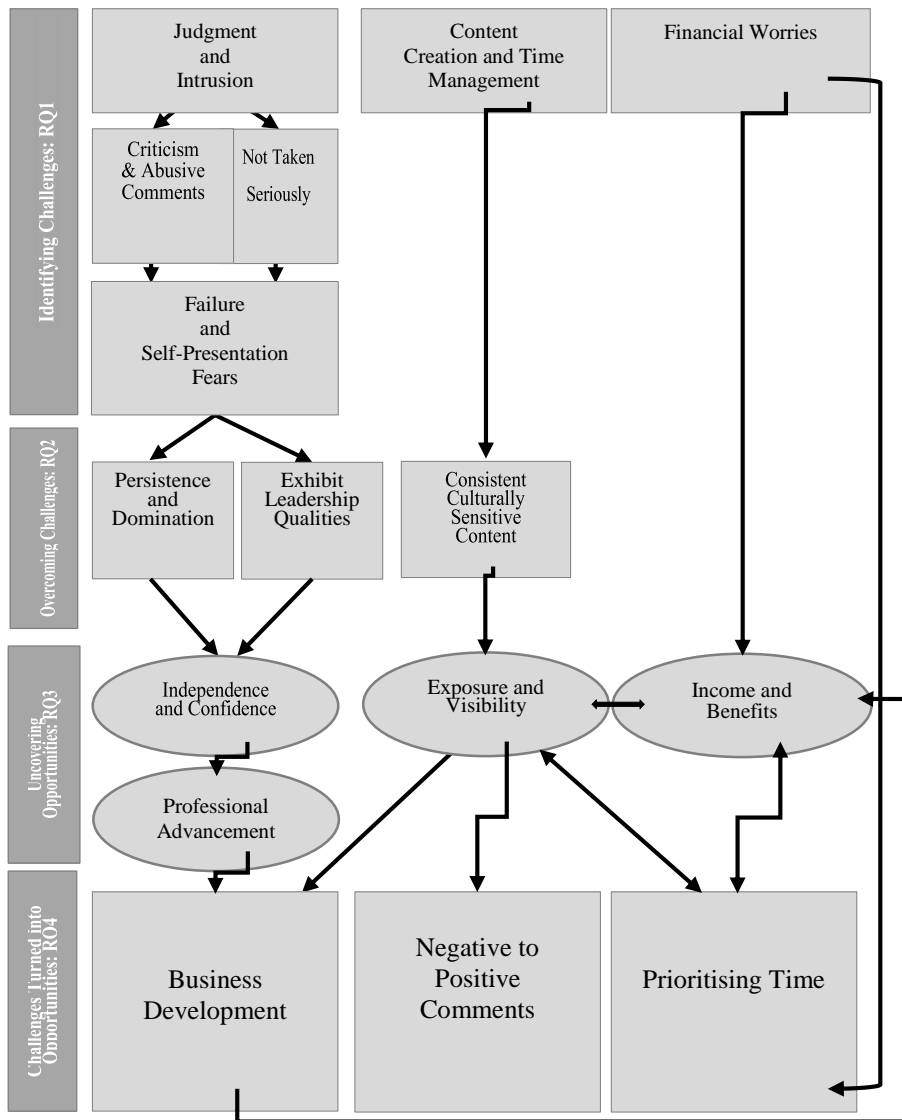 Identifying Challenges: RQ1
Judgment
and
Intrusion
Content
Creation and Time
Management
Financial Worries
Criticism
& Abusive
Comments
Not Taken
Seriously
Failure
and
Self-Presentation
Fears
Overcoming Challenges: RQ2
Persistence
and
Domination
Exhibit
Leadership
Qualities
Consistent
Culturally
Sensitive
Content
Uncovering
Opportunities: RQ3
Independence
and Confidence
Exposure and
Visibility
Income and
Benefits
Professional
Advancement
Challenges Turned into
Opportunities: RO4
Business
Development
Negative to
Positive
Comments
Prioritising Time